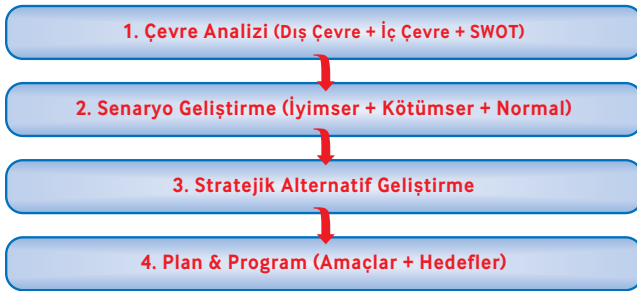 1. Çevre Analizi (Dış Çevre + İç Çevre + SWOT)
2. Senaryo Geliştirme (İyimser + Kötümser + Normal)
3. Stratejik Alternatif Geliştirme
4. Plan & Program (Amaçlar + Hedefler)